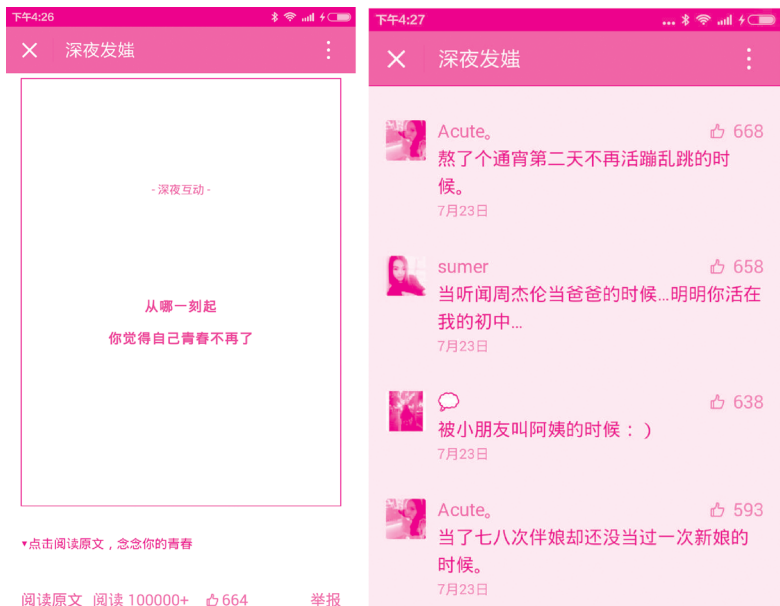 下午4:26
深夜发媸
- 深夜互动 -
从哪一刻起
你觉得自己青春不再了
▾点击阅读原文，念念你的青春
阅读原文 阅读 100000+ 664 举报
下午4:27
深夜发媸
Acute。 668
熬了个通宵第二天不再活蹦乱跳的时
候。
7月23日
sumer 658
当听闻周杰伦当爸爸的时候...明明你活在
我的初中...
7月23日
638
被小朋友叫阿姨的时候：）
7月23日
Acute。 593
当了七八次伴娘却还没当过一次新娘的
时候。
7月23日